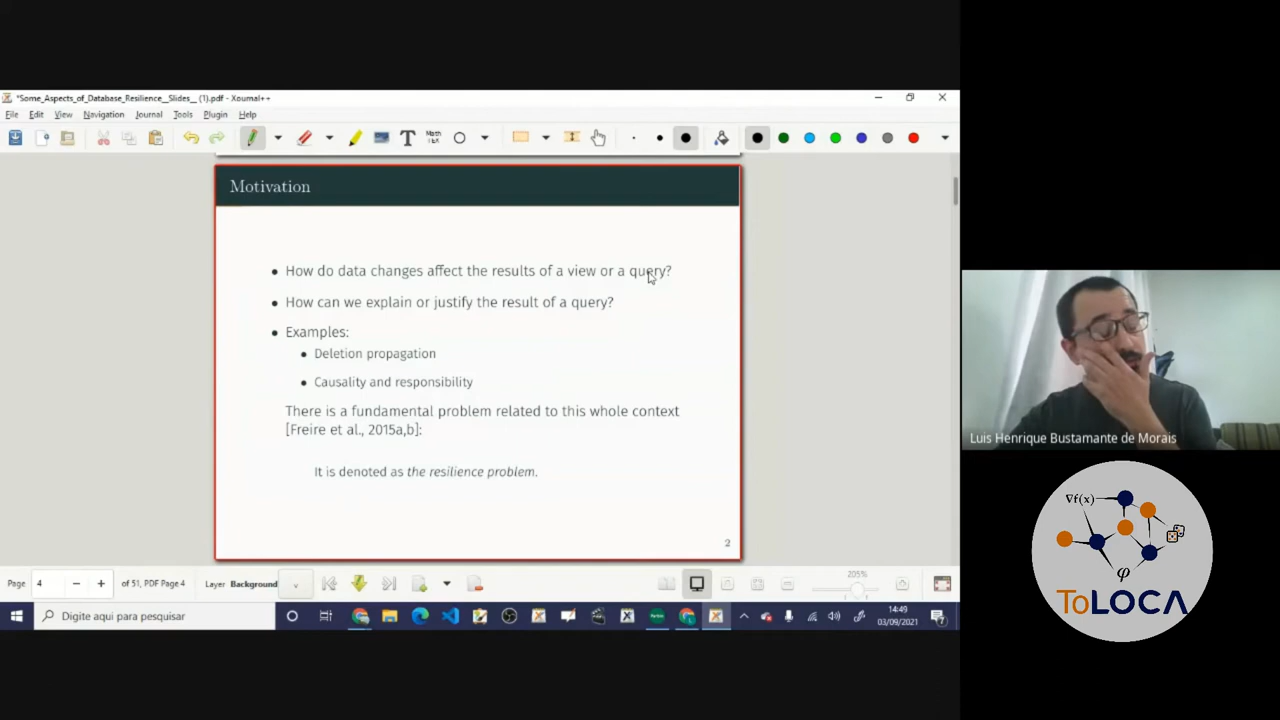 *Some_Aspects_of_Database_Resilience__Slides__ (1).pdf - Xournal++
File Edit View Navigation Journal Tools Plugin Help
T Math TEX
Motivation
• How do data changes affect the results of a view or a query?
• How can we explain or justify the result of a query?
• Examples:
• Deletion propagation
• Causality and responsibility
There is a fundamental problem related to this whole context
[Freire et al., 2015a,b]:
It is denoted as the resilience problem.
2
Page 4 of 51, PDF Page 4 Layer Background 205%
Digite aqui para pesquisar
14:49
03/09/2021
Luis Henrique Bustamante de Morais
∇f(x)
φ
ToLOCA